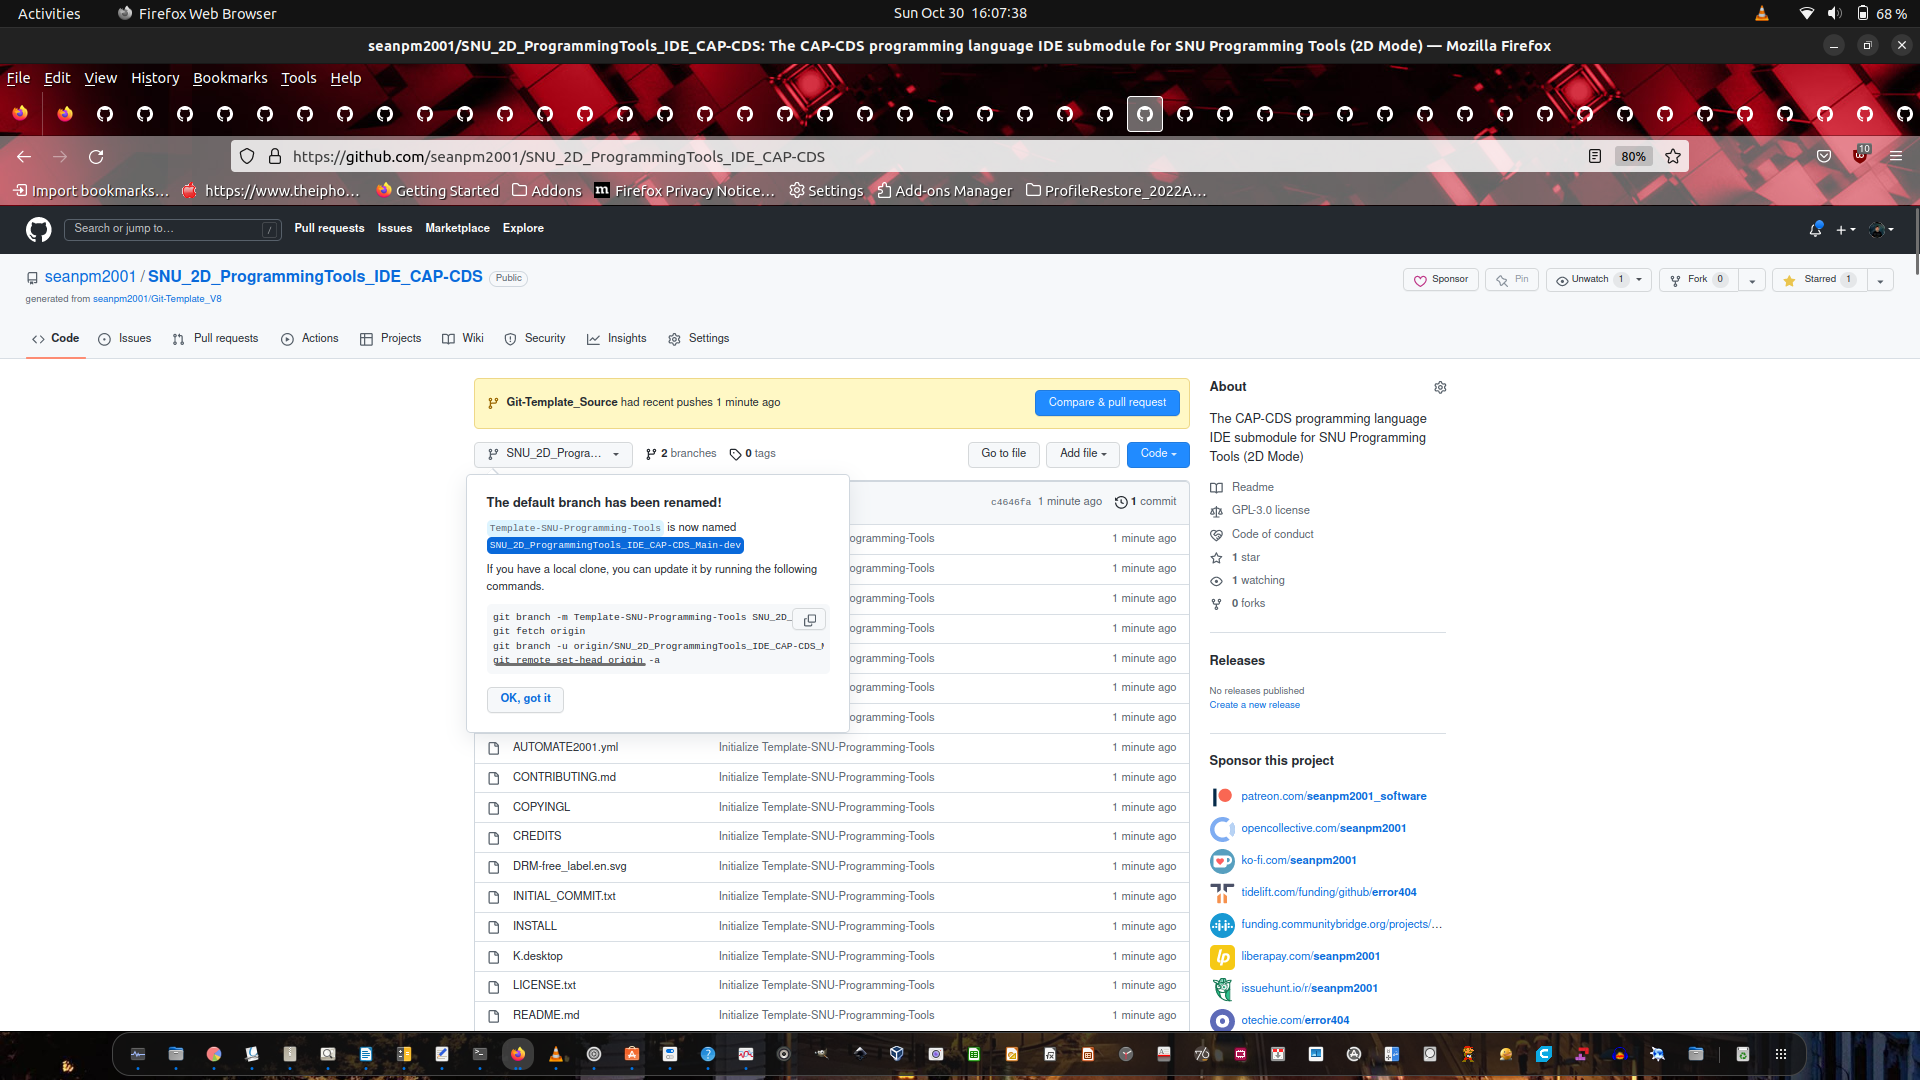 Activities
Firefox Web Browser
Sun Oct 30 16:07:38
68 %
seanpm2001/SNU_2D_ProgrammingTools_IDE_CAP-CDS: The CAP-CDS programming language IDE submodule for SNU Programming Tools (2D Mode) — Mozilla Firefox
File Edit View History Bookmarks Tools Help
https://github.com/seanpm2001/SNU_2D_ProgrammingTools_IDE_CAP-CDS
80%
10
Import bookmarks…
https://www.theipho…
Getting Started
Addons
Firefox Privacy Notice…
Settings
Add-ons Manager
ProfileRestore_2022A…
Search or jump to…
/
Pull requests
Issues
Marketplace
Explore
seanpm2001 / SNU_2D_ProgrammingTools_IDE_CAP-CDS
Public
generated from seanpm2001/Git-Template_V8
Sponsor
Pin
Unwatch 1
Fork 0
Starred 1
Code
Issues
Pull requests
Actions
Projects
Wiki
Security
Insights
Settings
Git-Template_Source had recent pushes 1 minute ago
Compare & pull request
SNU_2D_Progra…
2 branches
0 tags
Go to file
Add file
Code
The default branch has been renamed!
Template-SNU-Programming-Tools is now named
SNU_2D_ProgrammingTools_IDE_CAP-CDS_Main-dev
If you have a local clone, you can update it by running the following
commands.
git branch -m Template-SNU-Programming-Tools SNU_2D_
git fetch origin
git branch -u origin/SNU_2D_ProgrammingTools_IDE_CAP-CDS_M
git remote set-head origin -a
OK, got it
c4646fa 1 minute ago
1 commit
ogramming-Tools 1 minute ago
ogramming-Tools 1 minute ago
ogramming-Tools 1 minute ago
ogramming-Tools 1 minute ago
ogramming-Tools 1 minute ago
ogramming-Tools 1 minute ago
ogramming-Tools 1 minute ago
AUTOMATE2001.yml Initialize Template-SNU-Programming-Tools 1 minute ago
CONTRIBUTING.md Initialize Template-SNU-Programming-Tools 1 minute ago
COPYINGL Initialize Template-SNU-Programming-Tools 1 minute ago
CREDITS Initialize Template-SNU-Programming-Tools 1 minute ago
DRM-free_label.en.svg Initialize Template-SNU-Programming-Tools 1 minute ago
INITIAL_COMMIT.txt Initialize Template-SNU-Programming-Tools 1 minute ago
INSTALL Initialize Template-SNU-Programming-Tools 1 minute ago
K.desktop Initialize Template-SNU-Programming-Tools 1 minute ago
LICENSE.txt Initialize Template-SNU-Programming-Tools 1 minute ago
README.md Initialize Template-SNU-Programming-Tools 1 minute ago
About
The CAP-CDS programming language
IDE submodule for SNU Programming
Tools (2D Mode)
Readme
GPL-3.0 license
Code of conduct
1 star
1 watching
0 forks
Releases
No releases published
Create a new release
Sponsor this project
patreon.com/seanpm2001_software
opencollective.com/seanpm2001
ko-fi.com/seanpm2001
tidelift.com/funding/github/error404
funding.communitybridge.org/projects/…
liberapay.com/seanpm2001
issuehunt.io/r/seanpm2001
otechie.com/error404